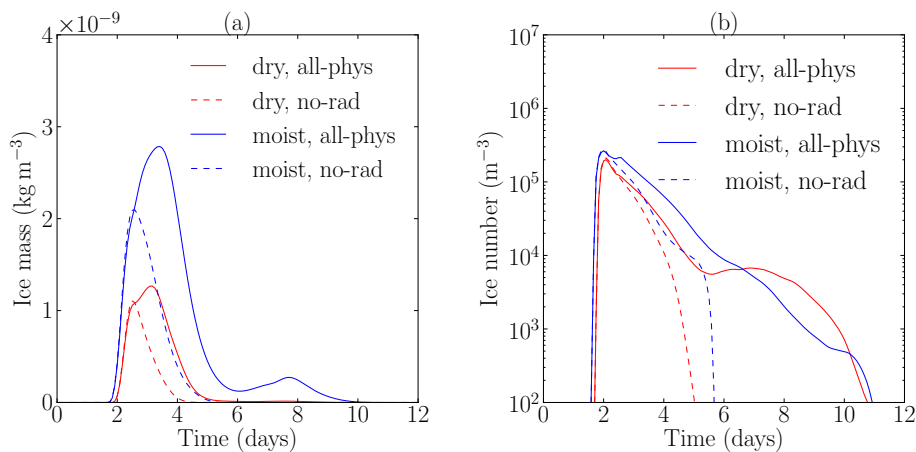 (a)
×10⁻⁹
4
3
2
1
0
0 2 4 6 8 10 12
Time (days)
Ice mass (kg m⁻³)
dry, all-phys
dry, no-rad
moist, all-phys
moist, no-rad
(b)
10⁷
10⁶
10⁵
10⁴
10³
10²
0 2 4 6 8 10 12
Time (days)
Ice number (m⁻³)
dry, all-phys
dry, no-rad
moist, all-phys
moist, no-rad